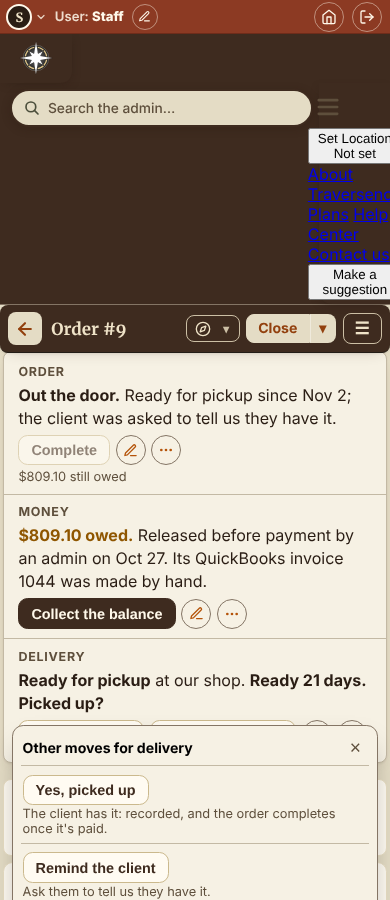 S User: Staff
Search the admin...
Set Location
Not set
About
Plans Help
Center
Contact us
Make a
suggestion
Order #9
Close
ORDER
Out the door. Ready for pickup since Nov 2;
the client was asked to tell us they have it.
Complete
$809.10 still owed
MONEY
$809.10 owed. Released before payment by
an admin on Oct 27. Its QuickBooks invoice
1044 was made by hand.
Collect the balance
DELIVERY
Ready for pickup at our shop. Ready 21 days.
Picked up?
Other moves for delivery
Yes, picked up
The client has it: recorded, and the order completes
once it's paid.
Remind the client
Ask them to tell us they have it.